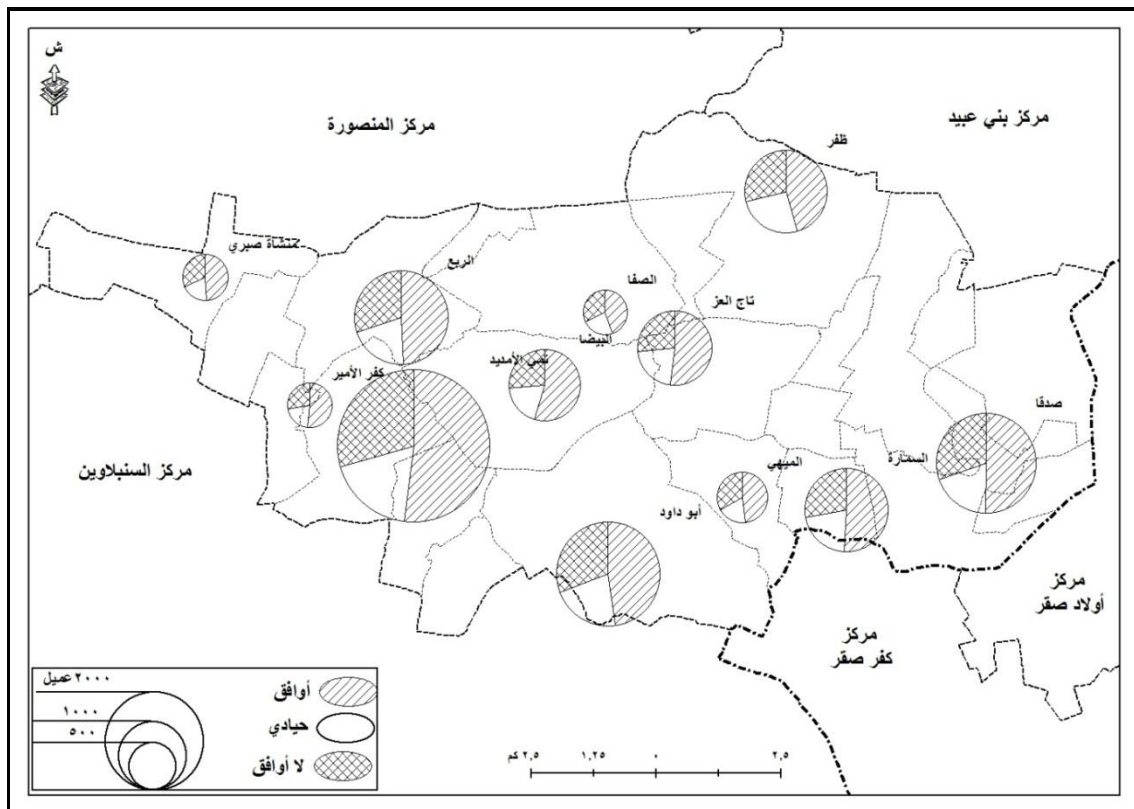 ش
مركز المنصورة
مركز بني عبيد
ظفر
منشاة صبري
الربع
الصفا
تاج العز
البيضا
تمي الأمديد
كفر الأمير
صدقا
السمارة
الميهي
أبو داود
مركز السنبلاوين
مركز
أولاد صقر
مركز
كفر صقر
٢٠٠٠ عميل
١٠٠٠
٥٠٠
أوافق
حيادي
لا أوافق
٢,٥ كم
١,٢٥
٠
٢,٥